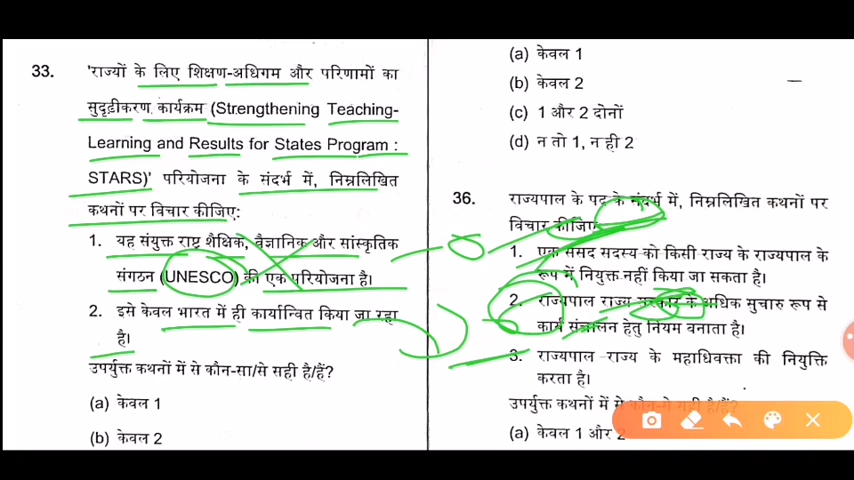 33. 'राज्यों के लिए शिक्षण-अधिगम और परिणामों का
सुदृढ़ीकरण कार्यक्रम (Strengthening Teaching-
Learning and Results for States Program :
STARS)' परियोजना के संदर्भ में, निम्नलिखित
कथनों पर विचार कीजिए:
1. यह संयुक्त राष्ट्र शैक्षिक, वैज्ञानिक और सांस्कृतिक
संगठन (UNESCO) की एक परियोजना है।
2. इसे केवल भारत में ही कार्यान्वित किया जा रहा
है।
उपर्युक्त कथनों में से कौन-सा/से सही है/हैं?
(a) केवल 1
(b) केवल 2
(a) केवल 1
(b) केवल 2
(c) 1 और 2 दोनों
(d) न तो 1, न ही 2
36. राज्यपाल के पद के संदर्भ में, निम्नलिखित कथनों पर
विचार कीजिए
1. एक संसद सदस्य को किसी राज्य के राज्यपाल के
रूप में नियुक्त नहीं किया जा सकता है।
2. राज्यपाल राज्य सरकार के अधिक सुचारु रूप से
कार्य संचालन हेतु नियम बनाता है।
3. राज्यपाल राज्य के महाधिवक्ता की नियुक्ति
करता है।
उपर्युक्त कथनों में से कौन-से सही है/हैं?
(a) केवल 1 और 2